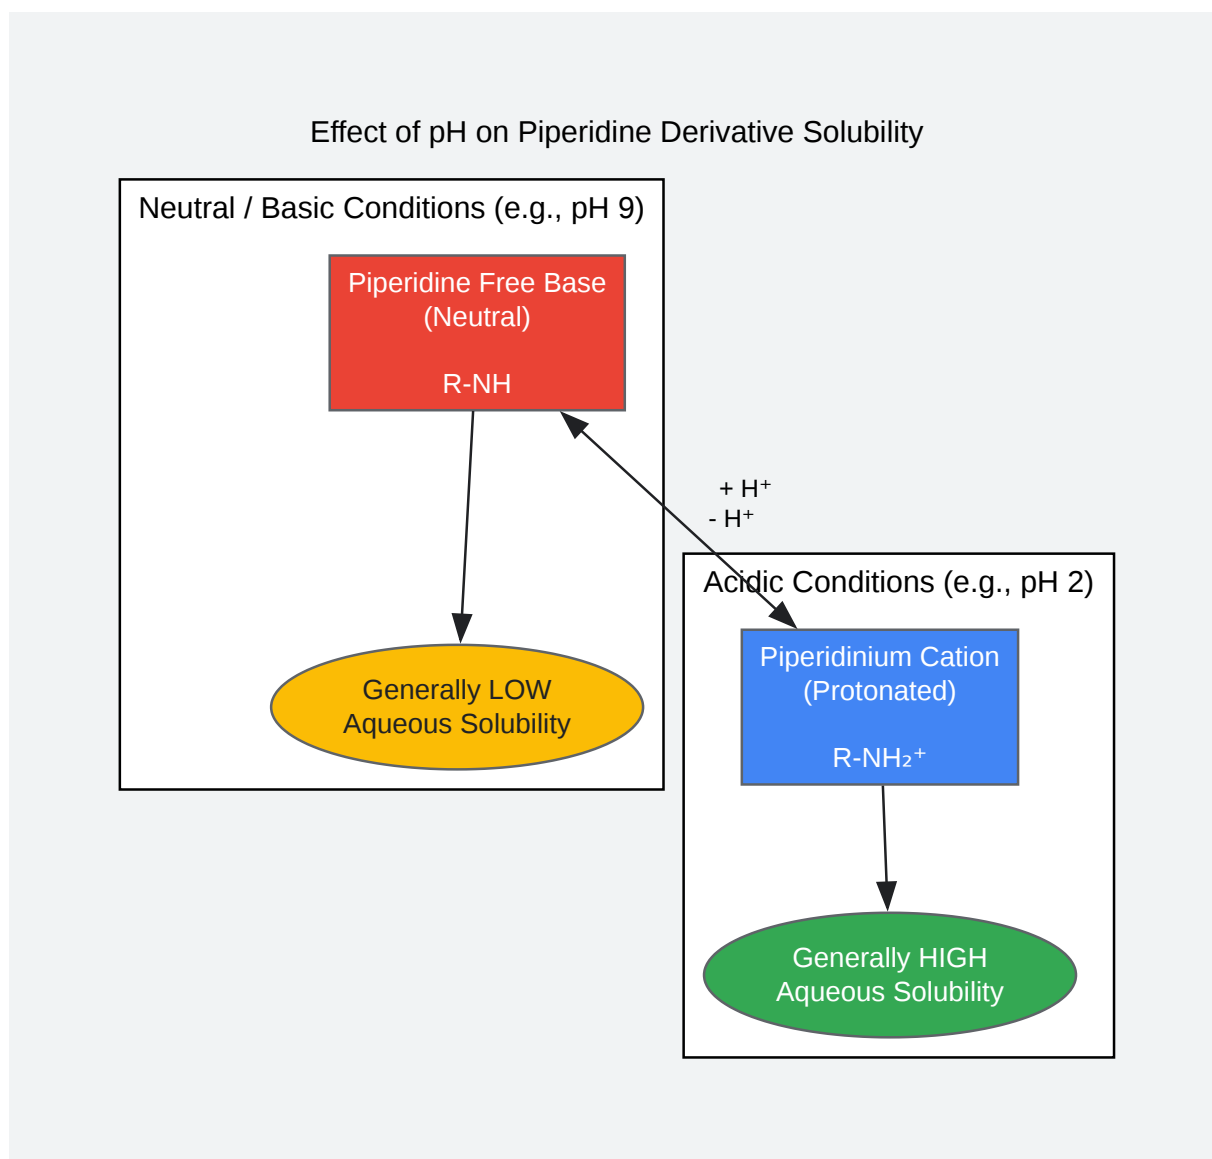 Effect of pH on Piperidine Derivative Solubility
Neutral / Basic Conditions (e.g., pH 9)
Piperidine Free Base
(Neutral)
R-NH
+ H⁺
- H⁺
Generally LOW
Aqueous Solubility
Acidic Conditions (e.g., pH 2)
Piperidinium Cation
(Protonated)
R-NH₂⁺
Generally HIGH
Aqueous Solubility